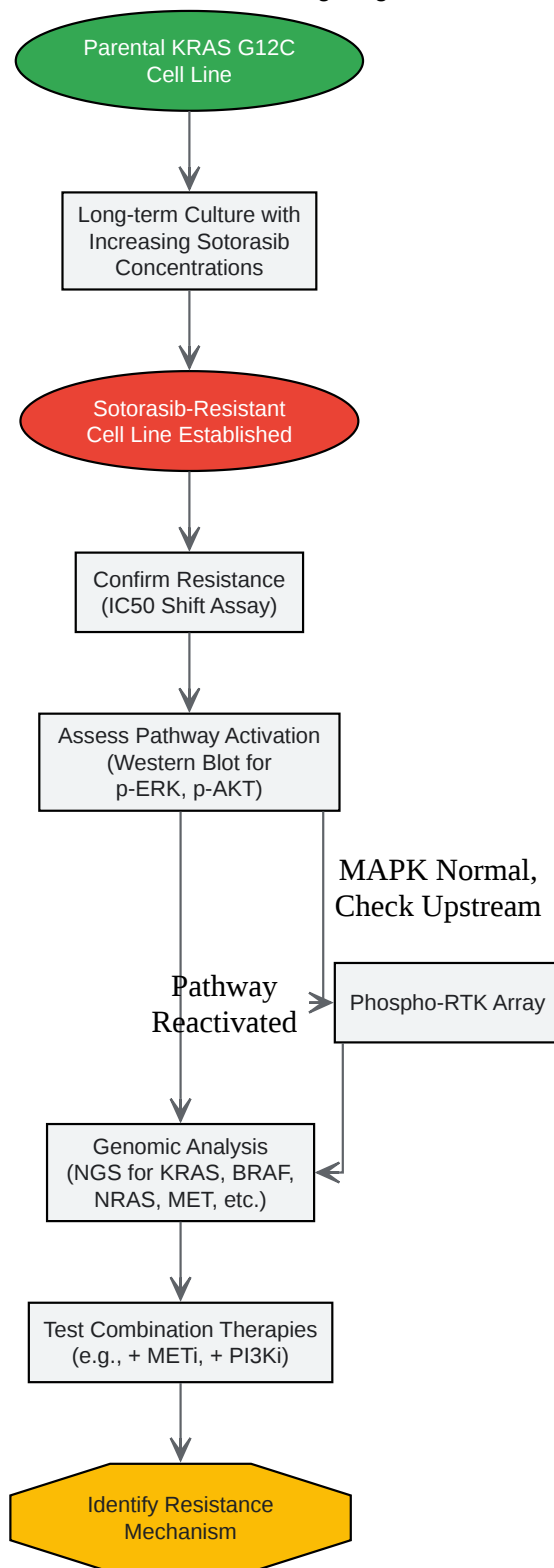 Parental KRAS G12C
Cell Line
Long-term Culture with
Increasing Sotorasib
Concentrations
Sotorasib-Resistant
Cell Line Established
Confirm Resistance
(IC50 Shift Assay)
Assess Pathway Activation
(Western Blot for
p-ERK, p-AKT)
MAPK Normal,
Check Upstream
Pathway
Reactivated
Phospho-RTK Array
Genomic Analysis
(NGS for KRAS, BRAF,
NRAS, MET, etc.)
Test Combination Therapies
(e.g., + METi, + PI3Ki)
Identify Resistance
Mechanism